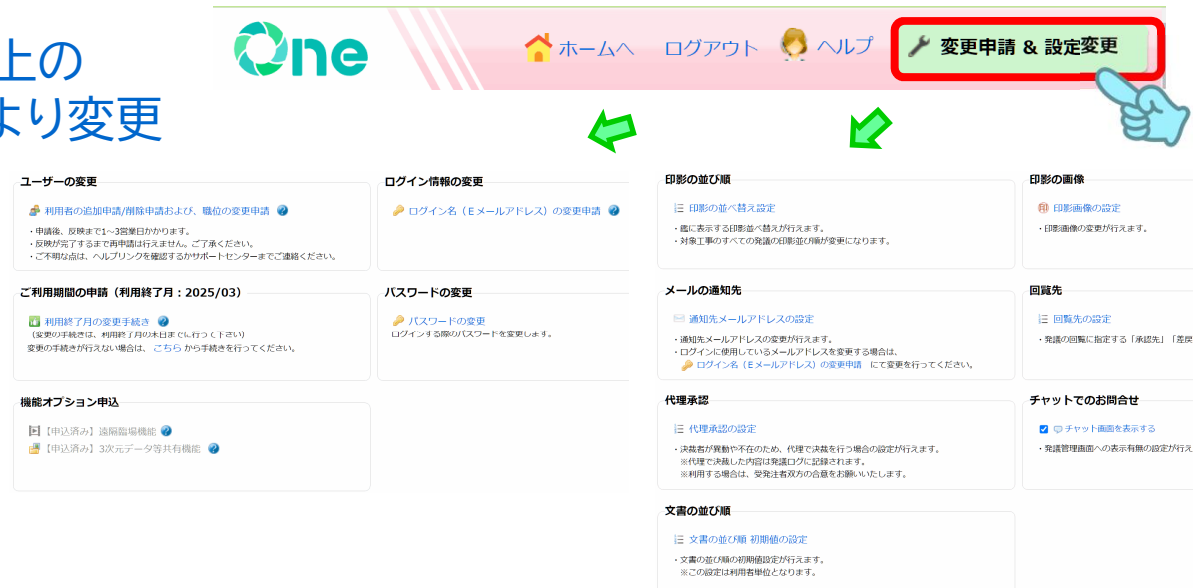 上の
より変更
One
ホームへ ログアウト ヘルプ 変更申請 & 設定変更
ユーザーの変更
利用者の追加申請/削除申請および、職位の変更申請
・申請後、反映まで1~3営業日かかります。
・反映が完了するまで再申請は行えません。ご了承ください。
・ご不明な点は、ヘルプリンクを確認するかサポートセンターまでご連絡ください。
ログイン情報の変更
ログイン名(Eメールアドレス)の変更申請
ご利用期間の申請(利用終了月:2025/03)
利用終了月の変更手続き
(変更の手続きは、利用終了月の末日までに行って下さい)
変更の手続きが行えない場合は、 こちら から手続きを行ってください。
パスワードの変更
パスワードの変更
ログインする際のパスワードを変更します。
機能オプション申込
【申込済み】遠隔臨場機能
【申込済み】3次元データ等共有機能
印影の並び順
印影の並べ替え設定
・鑑に表示する印影並べ替えが行えます。
・対象工事のすべての発議の印影並び順が変更になります。
印影の画像
印影画像の設定
・印影画像の変更が行えます。
メールの通知先
通知先メールアドレスの設定
・通知先メールアドレスの変更が行えます。
・ログインに使用しているメールアドレスを変更する場合は、
ログイン名(Eメールアドレス)の変更申請 にて変更を行ってください。
回覧先
回覧先の設定
・発議の回覧に指定する「承認先」「差戻
代理承認
代理承認の設定
・決裁者が異動や不在のため、代理で決裁を行う場合の設定が行えます。
※代理で決裁した内容は発議ログに記録されます。
※利用する場合は、受発注者双方の合意をお願いいたします。
チャットでのお問合せ
チャット画面を表示する
・発議管理画面への表示有無の設定が行え
文書の並び順
文書の並び順 初期値の設定
・文書の並び順の初期値設定が行えます。
※この設定は利用者単位となります。